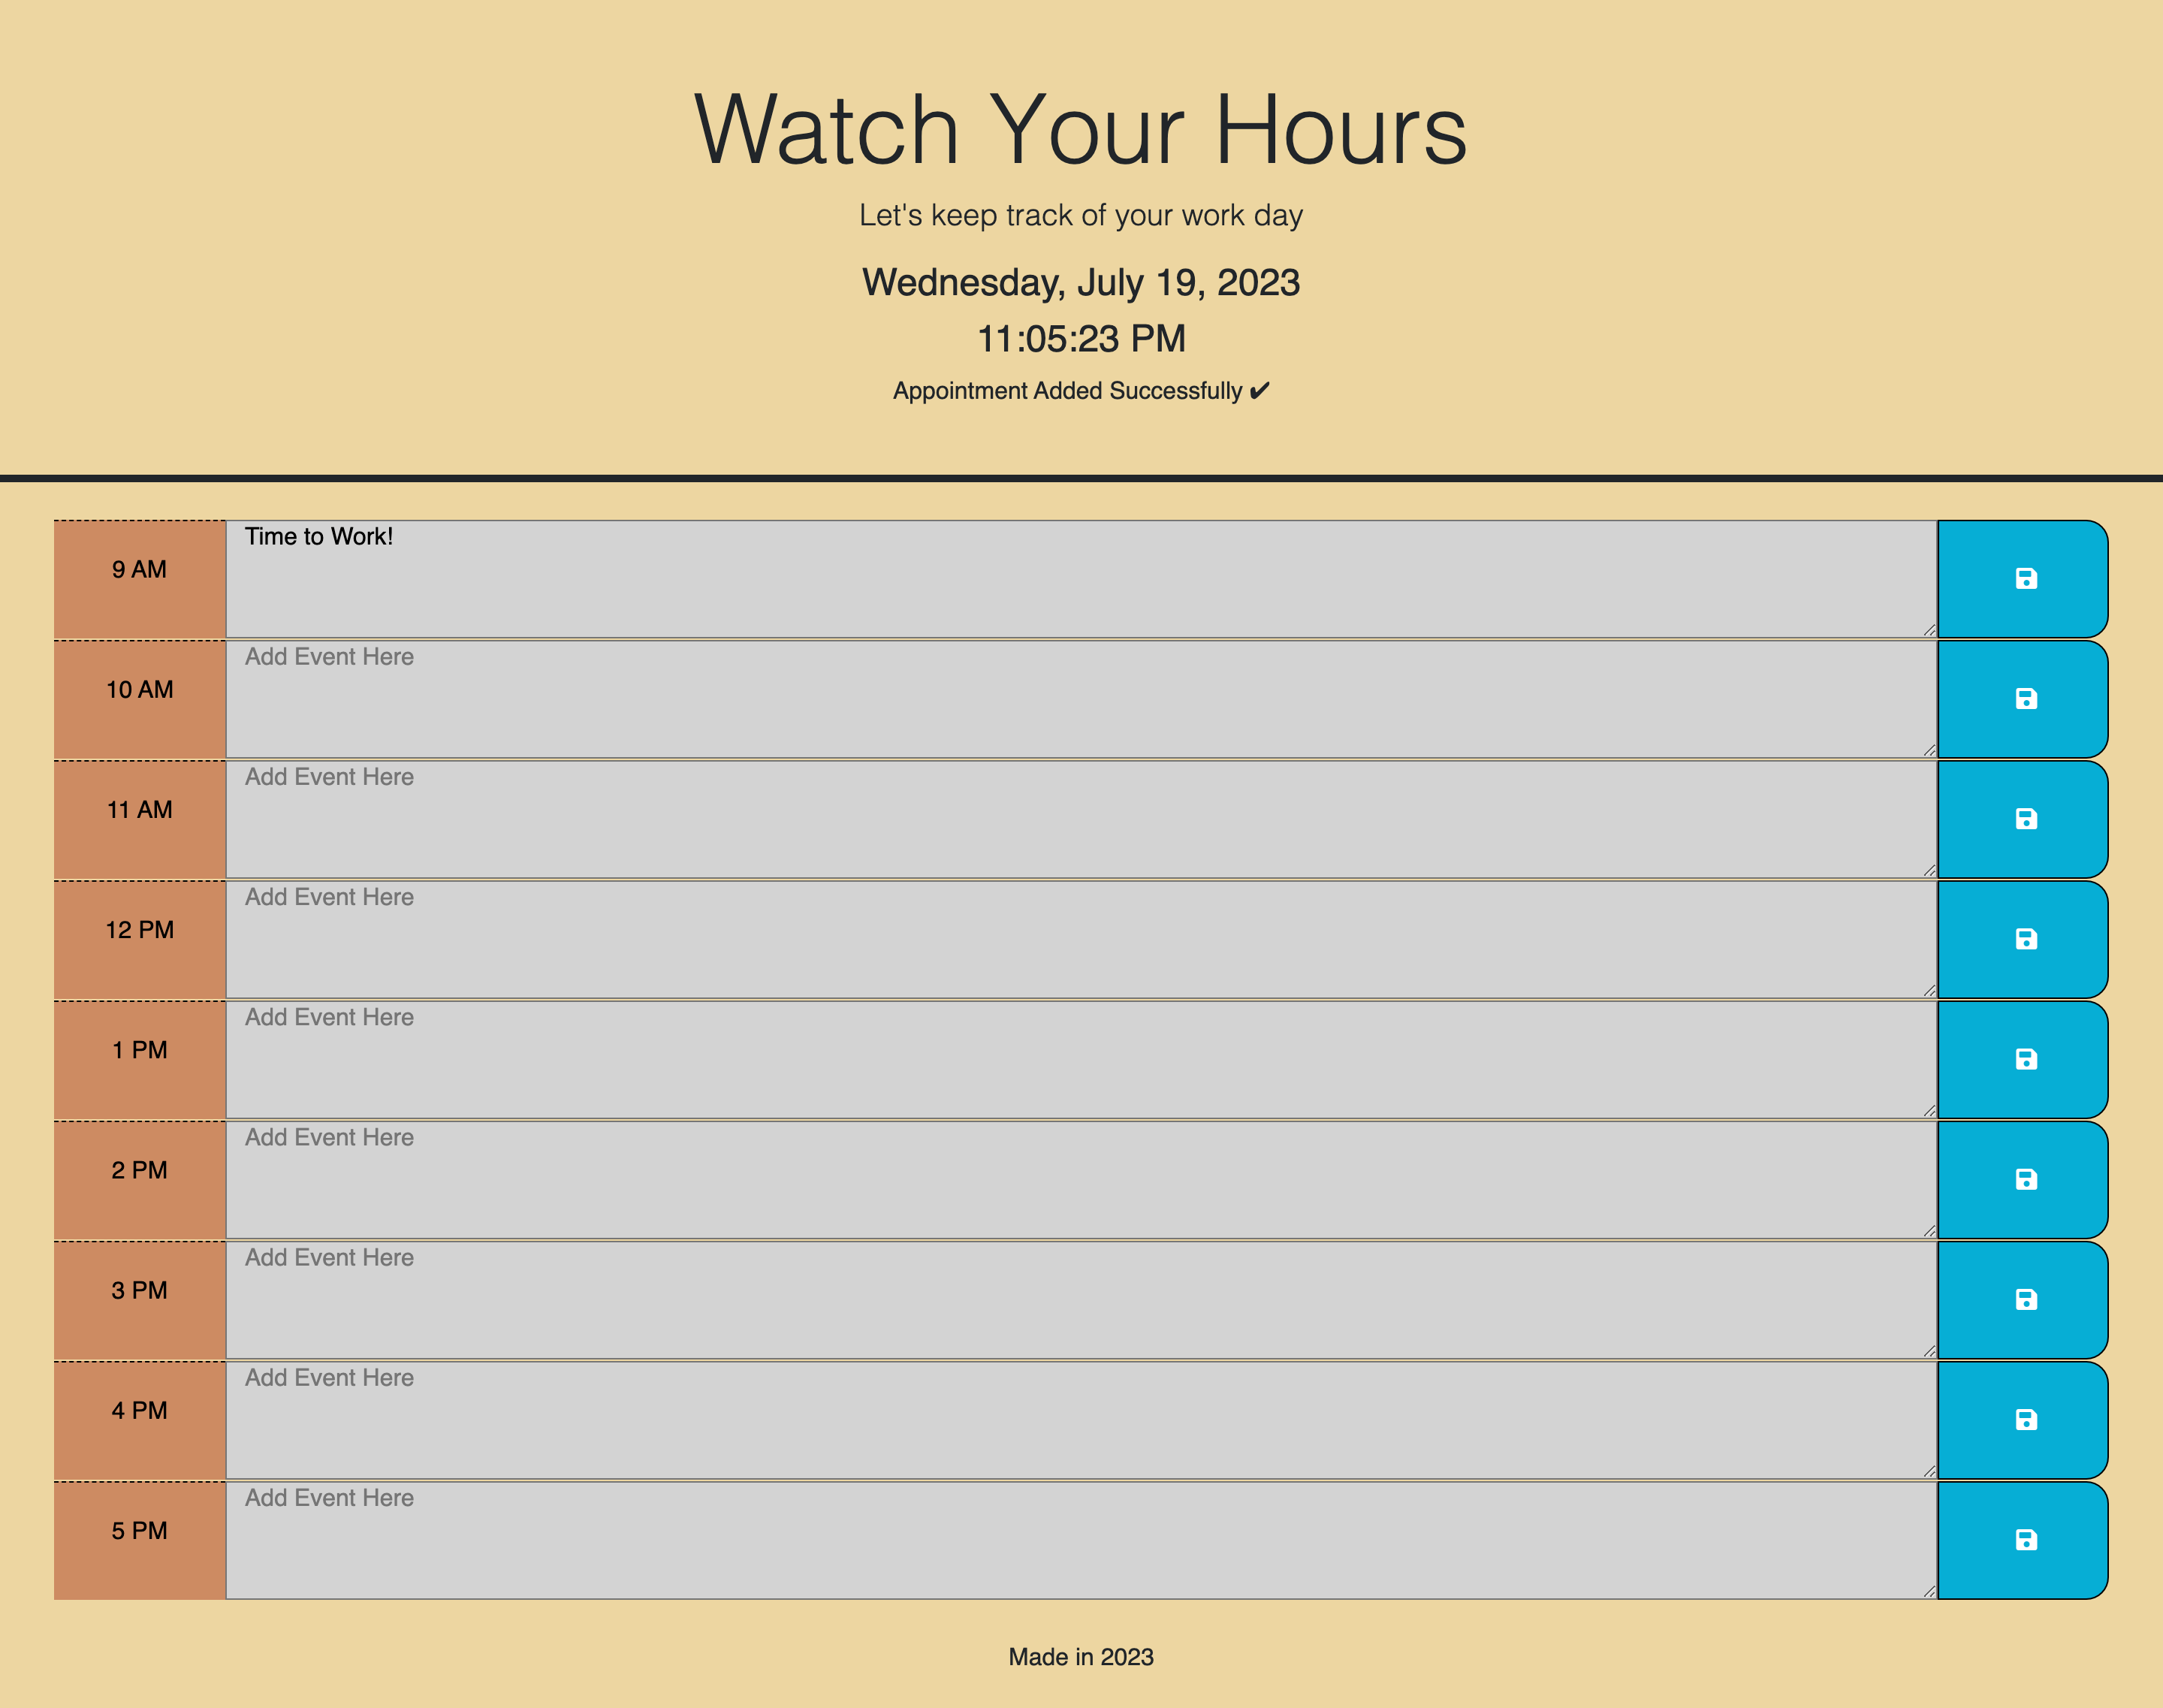 Watch Your Hours
Let's keep track of your work day
Wednesday, July 19, 2023
11:05:23 PM
Appointment Added Successfully ✔
9 AM
Time to Work!
10 AM
Add Event Here
11 AM
Add Event Here
12 PM
Add Event Here
1 PM
Add Event Here
2 PM
Add Event Here
3 PM
Add Event Here
4 PM
Add Event Here
5 PM
Add Event Here
Made in 2023